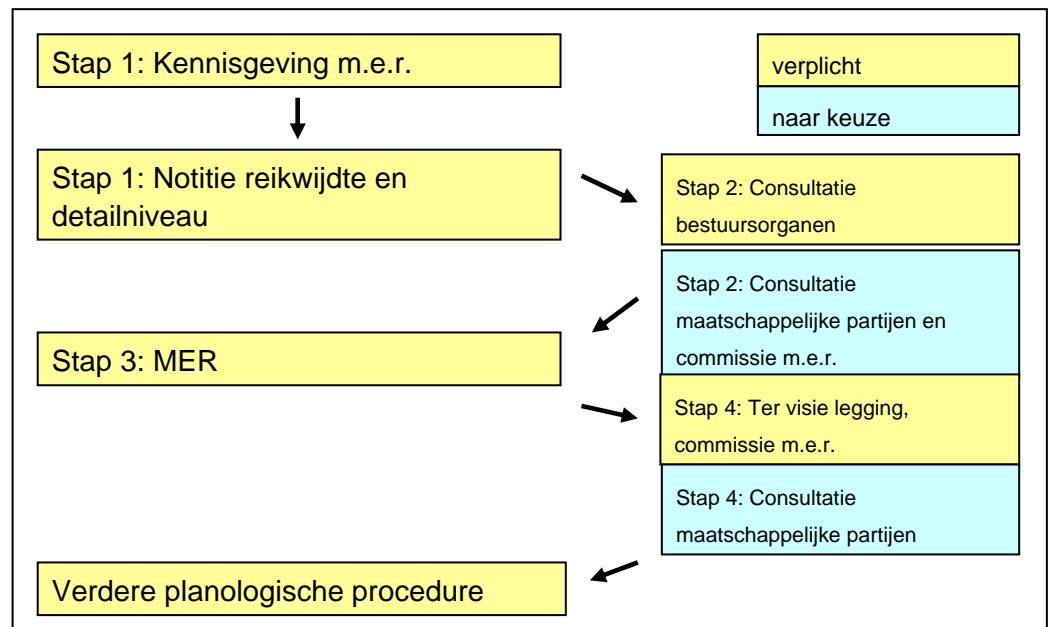 Stap 1: Kennisgeving m.e.r.
verplicht
naar keuze
Stap 1: Notitie reikwijdte en
detailniveau
Stap 2: Consultatie
bestuursorganen
Stap 2: Consultatie
maatschappelijke partijen en
commissie m.e.r.
Stap 3: MER
Stap 4: Ter visie legging,
commissie m.e.r.
Stap 4: Consultatie
maatschappelijke partijen
Verdere planologische procedure